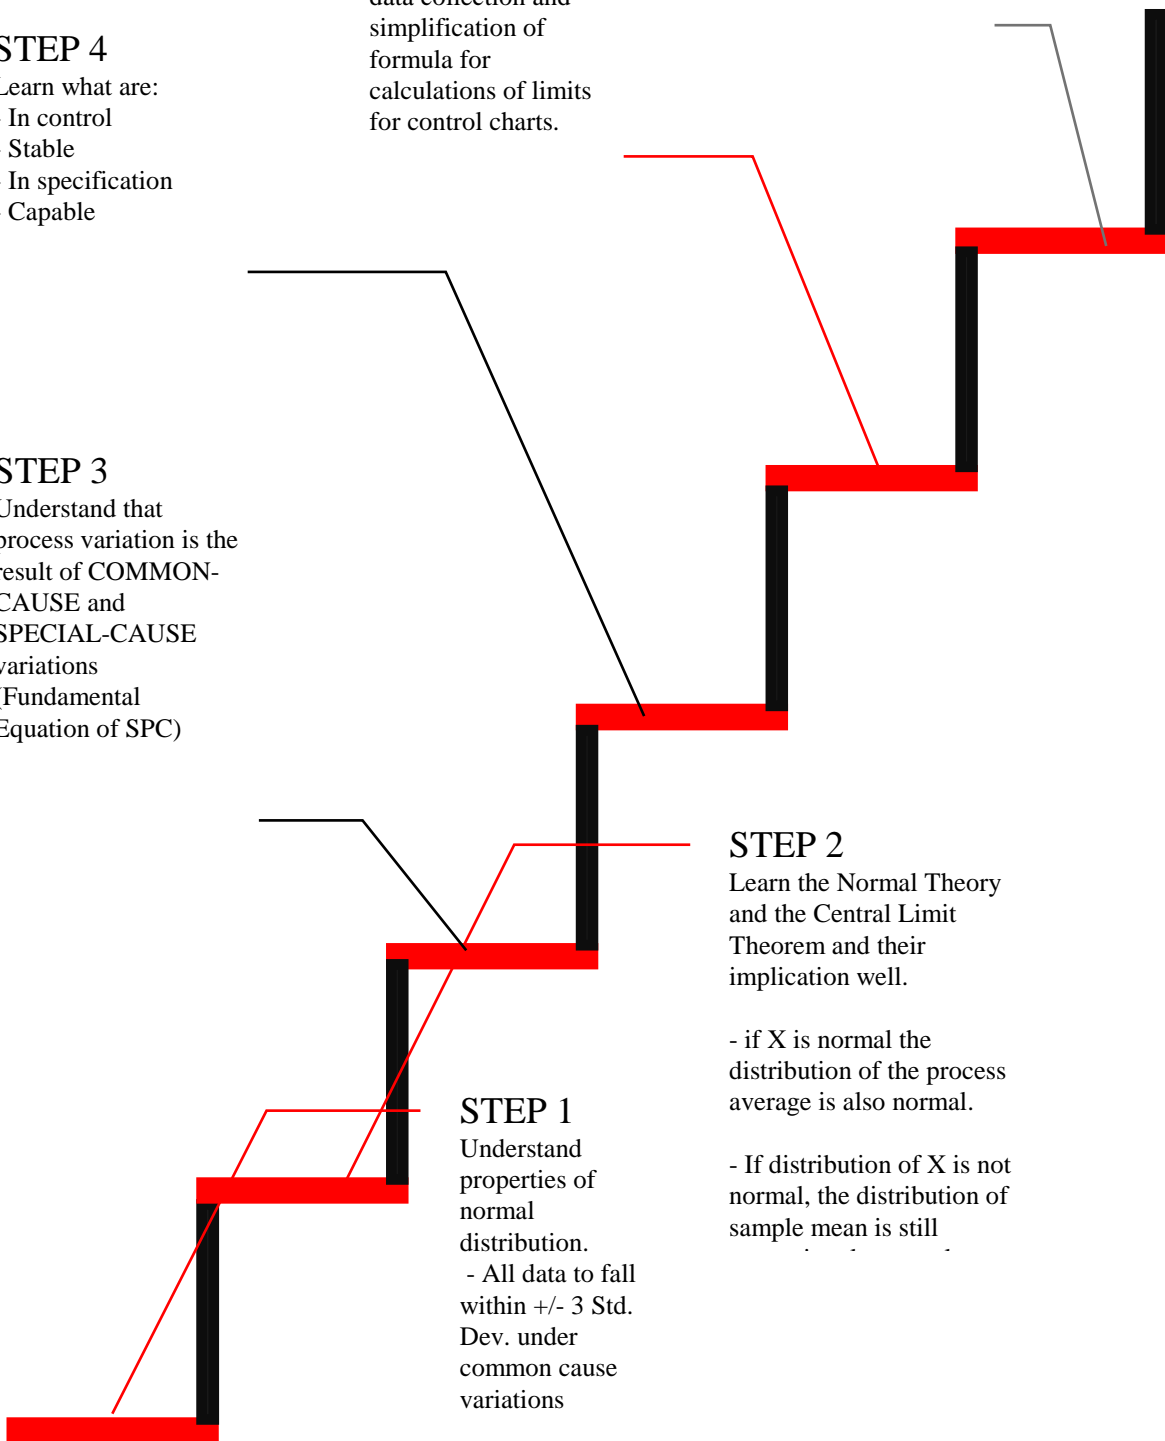 data collection and
simplification of
formula for
calculations of limits
for control charts.
STEP 4
Learn what are:
- In control
- Stable
- In specification
- Capable
STEP 3
Understand that
process variation is the
result of COMMON-
CAUSE and
SPECIAL-CAUSE
variations
(Fundamental
Equation of SPC)
STEP 2
Learn the Normal Theory
and the Central Limit
Theorem and their
implication well.
- if X is normal the
distribution of the process
average is also normal.
- If distribution of X is not
normal, the distribution of
sample mean is still
STEP 1
Understand
properties of
normal
distribution.
- All data to fall
within +/- 3 Std.
Dev. under
common cause
variations